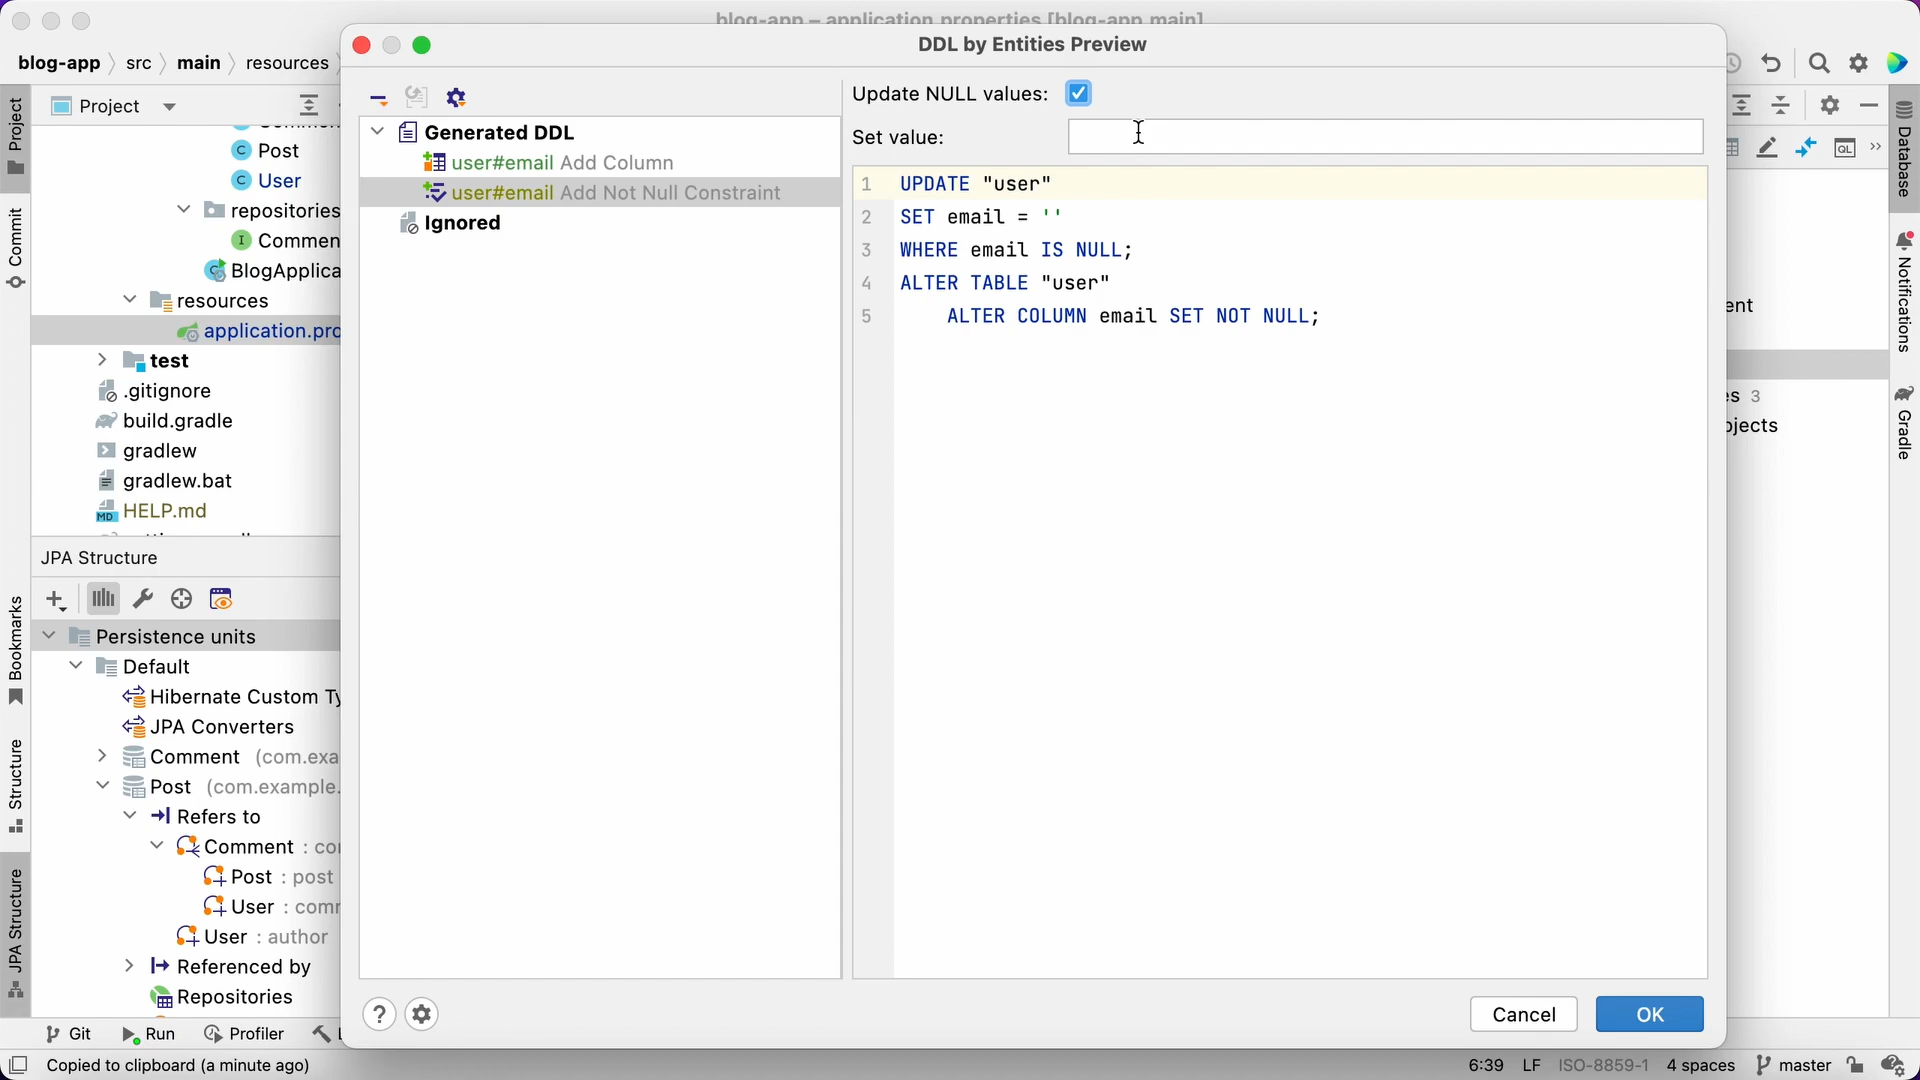 blog-app – application.properties [blog-app.main]
DDL by Entities Preview
blog-app
src
main
resources
Project
Post
User
repositories
Commen
BlogApplica
resources
application.pro
test
.gitignore
build.gradle
gradlew
gradlew.bat
MD HELP.md
JPA Structure
Persistence units
Default
Hibernate Custom Ty
JPA Converters
Comment (com.exa
Post (com.example.
Refers to
Comment : co
Post : post
User : comr
User : author
Referenced by
Repositories
Project
Commit
Bookmarks
Structure
JPA Structure
Generated DDL
user#email Add Column
user#email Add Not Null Constraint
Ignored
Update NULL values:
Set value:
1 UPDATE "user"
2 SET email = ''
3 WHERE email IS NULL;
4 ALTER TABLE "user"
5 ALTER COLUMN email SET NOT NULL;
? Cancel OK
QL
ent
es 3
ojects
Database
Notifications
Gradle
Git Run Profiler
Copied to clipboard (a minute ago)
6:39 LF ISO-8859-1 4 spaces master